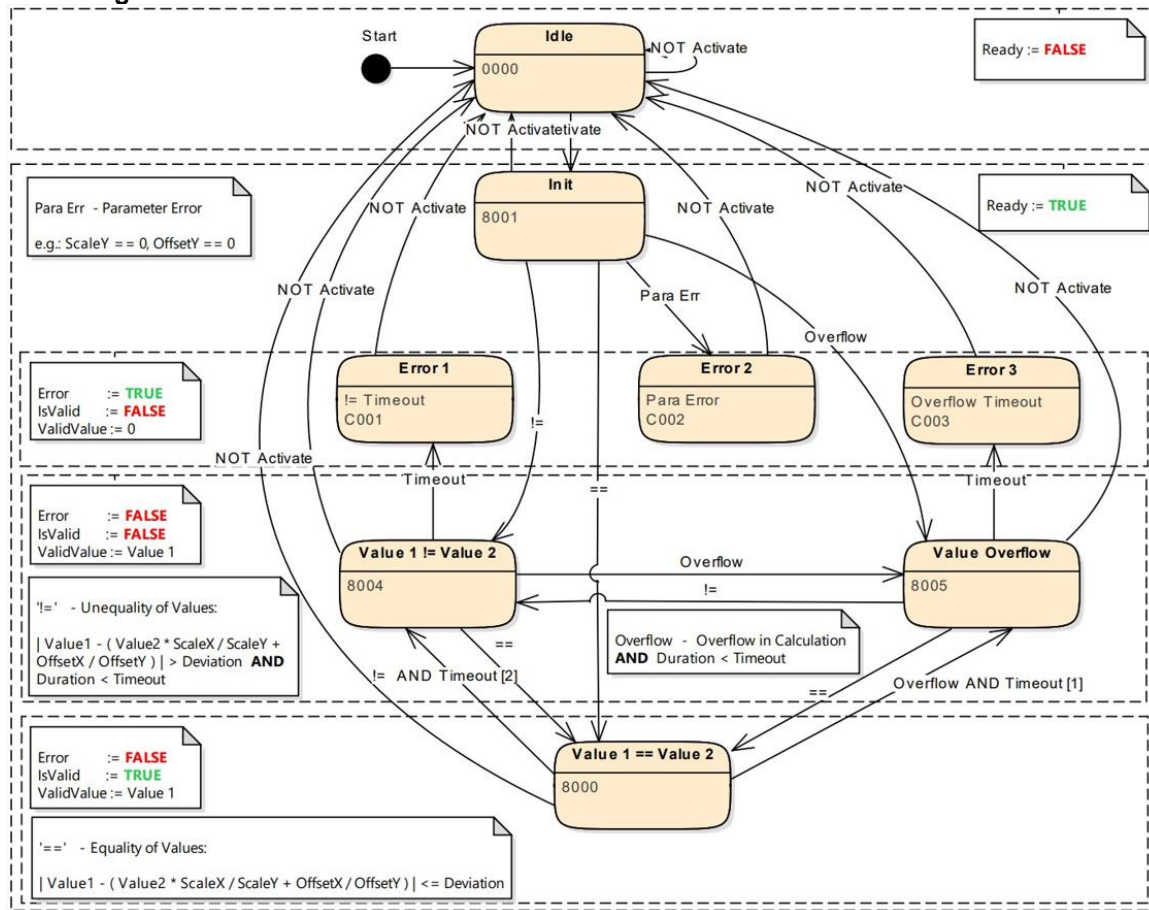 Start
Idle
0000
NOT Activate
Ready := FALSE
NOT Activatetivate
Init
8001
Para Err - Parameter Error
e.g.: ScaleY == 0, OffsetY == 0
Ready := TRUE
NOT Activate
NOT Activate
NOT Activate
NOT Activate
NOT Activate
Para Err
Overflow
Error := TRUE
IsValid := FALSE
ValidValue := 0
Error 1
!= Timeout
C001
Error 2
Para Error
C002
Error 3
Overflow Timeout
C003
!=
NOT Activate
==
Timeout
Timeout
Error := FALSE
IsValid := FALSE
ValidValue := Value 1
Value 1 != Value 2
8004
Value Overflow
8005
Overflow
!=
'!=' - Unequality of Values:
| Value1 - ( Value2 * ScaleX / ScaleY +
OffsetX / OffsetY ) | > Deviation AND
Duration < Timeout
Overflow - Overflow in Calculation
AND Duration < Timeout
==
!= AND Timeout [2]
==
Overflow AND Timeout [1]
Error := FALSE
IsValid := TRUE
ValidValue := Value 1
Value 1 == Value 2
8000
'==' - Equality of Values:
| Value1 - ( Value2 * ScaleX / ScaleY + OffsetX / OffsetY ) | <= Deviation